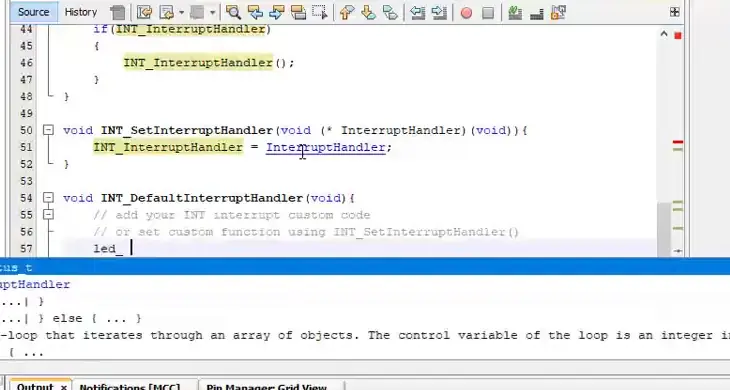 Source History
44 if(INT_InterruptHandler)
45 {
46 INT_InterruptHandler();
47 }
48 }
49
50 void INT_SetInterruptHandler(void (* InterruptHandler)(void)){
51 INT_InterruptHandler = InterruptHandler;
52 }
53
54 void INT_DefaultInterruptHandler(void){
55 // add your INT interrupt custom code
56 // or set custom function using INT_SetInterruptHandler()
57 led_
tus_t
uptHandler
...| }
...| } else { ... }
-loop that iterates through an array of objects. The control variable of the loop is an integer in
{ ...
Output × Notifications [MCC] Pin Manager: Grid View